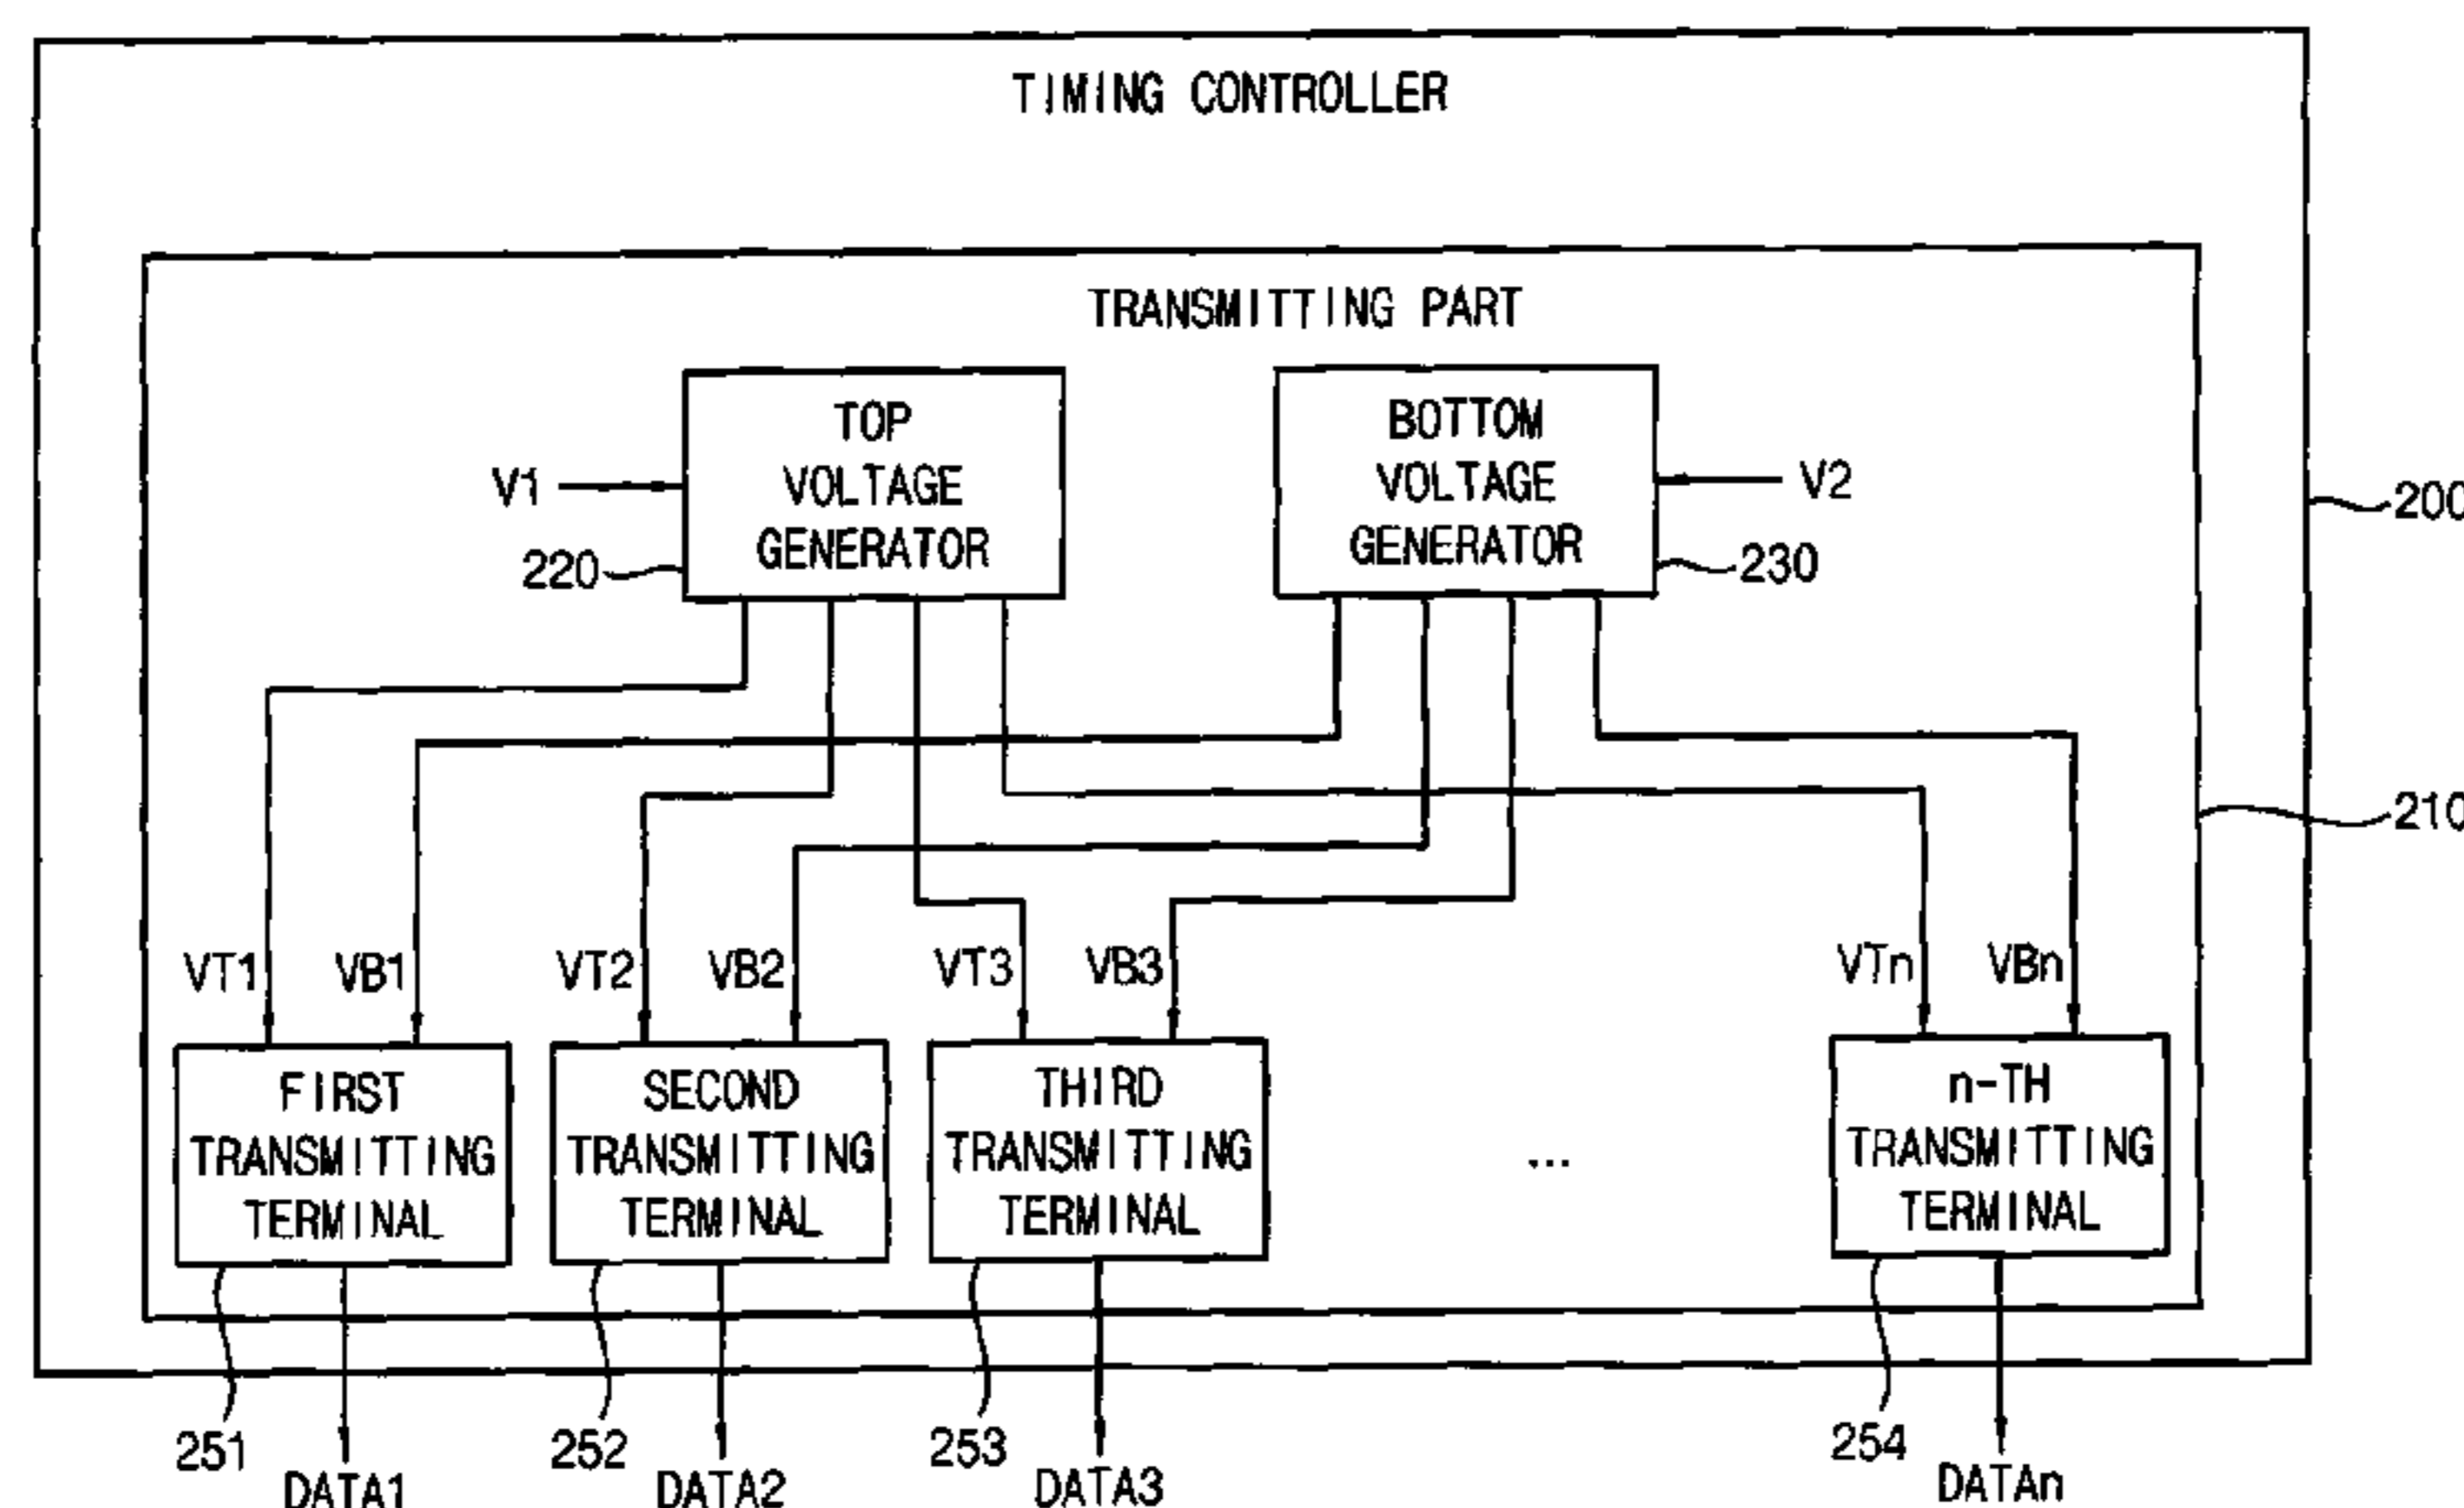 TIMING CONTROLLER
TRANSMITTING PART
TOP
VOLTAGE
GENERATOR
BOTTOM
VOLTAGE
GENERATOR
V1
V2
220
230
200
210
VT1
VB1
VT2
VB2
VT3
VB3
VTn
VBn
FIRST
TRANSMITTING
TERMINAL
SECOND
TRANSMITTING
TERMINAL
THIRD
TRANSMITTING
TERMINAL
...
n-TH
TRANSMITTING
TERMINAL
251
DATA1
252
DATA2
253
DATA3
254
DATAn